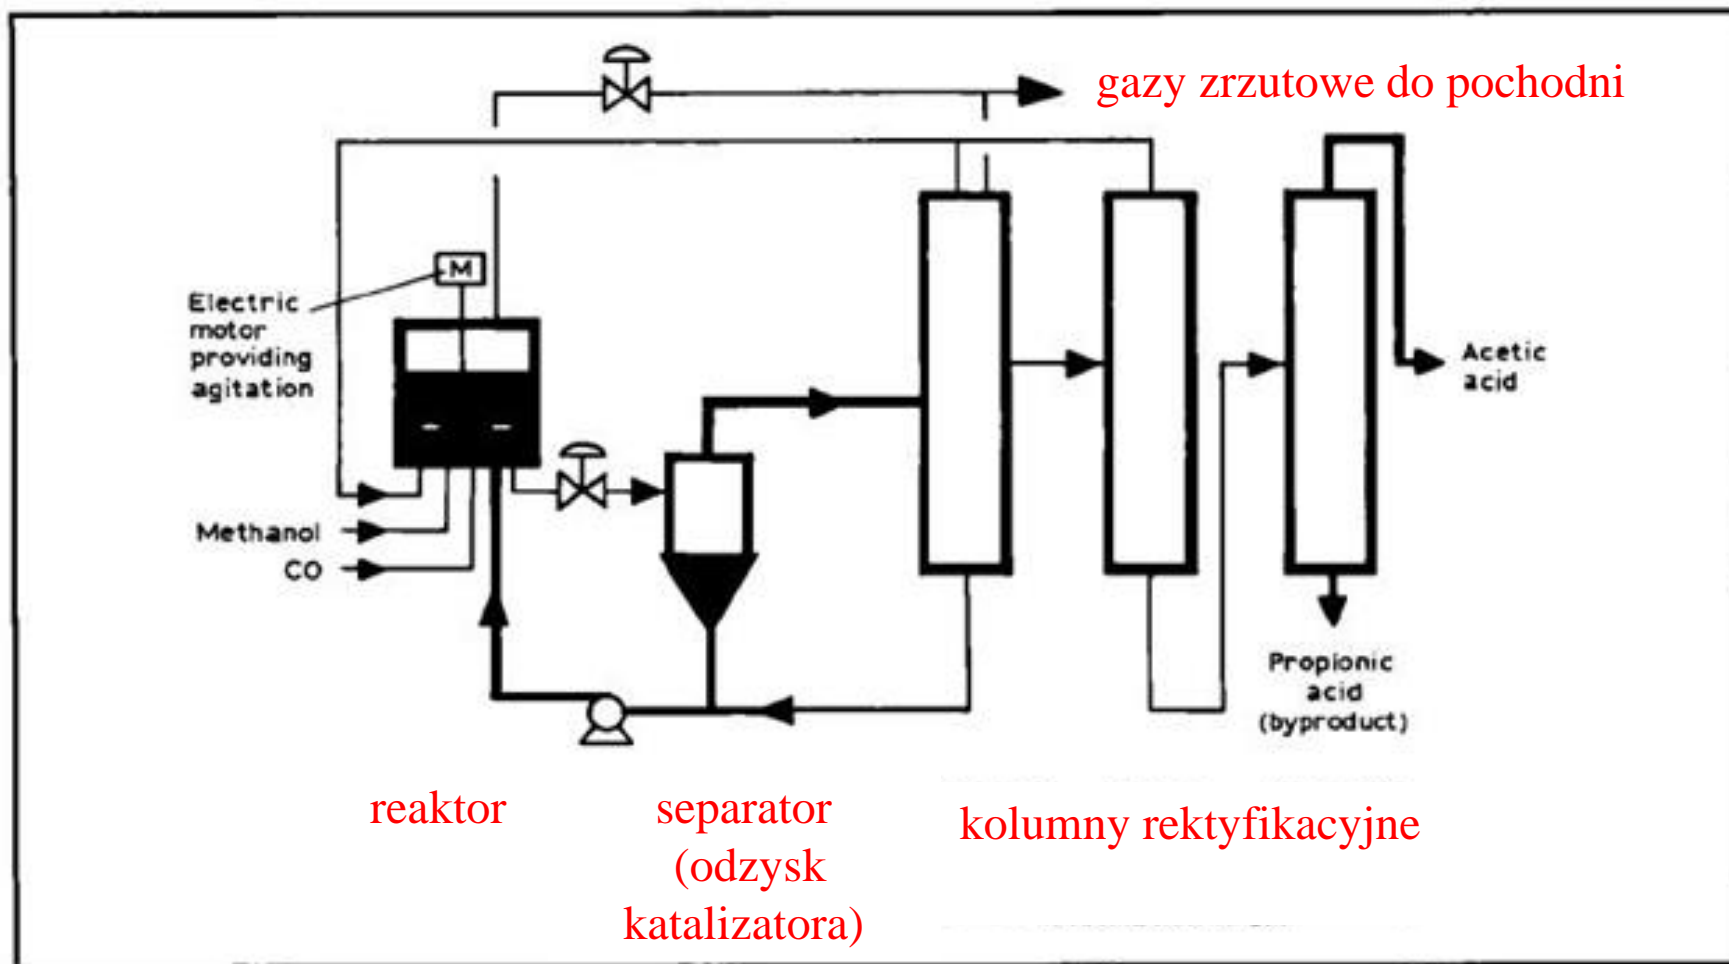 gazy zrzutowe do pochodni
M
Electric
motor
providing
agitation
Acetic
acid
Methanol
CO
Propionic
acid
(byproduct)
reaktor
separator
(odzysk
katalizatora)
kolumny rektyfikacyjne